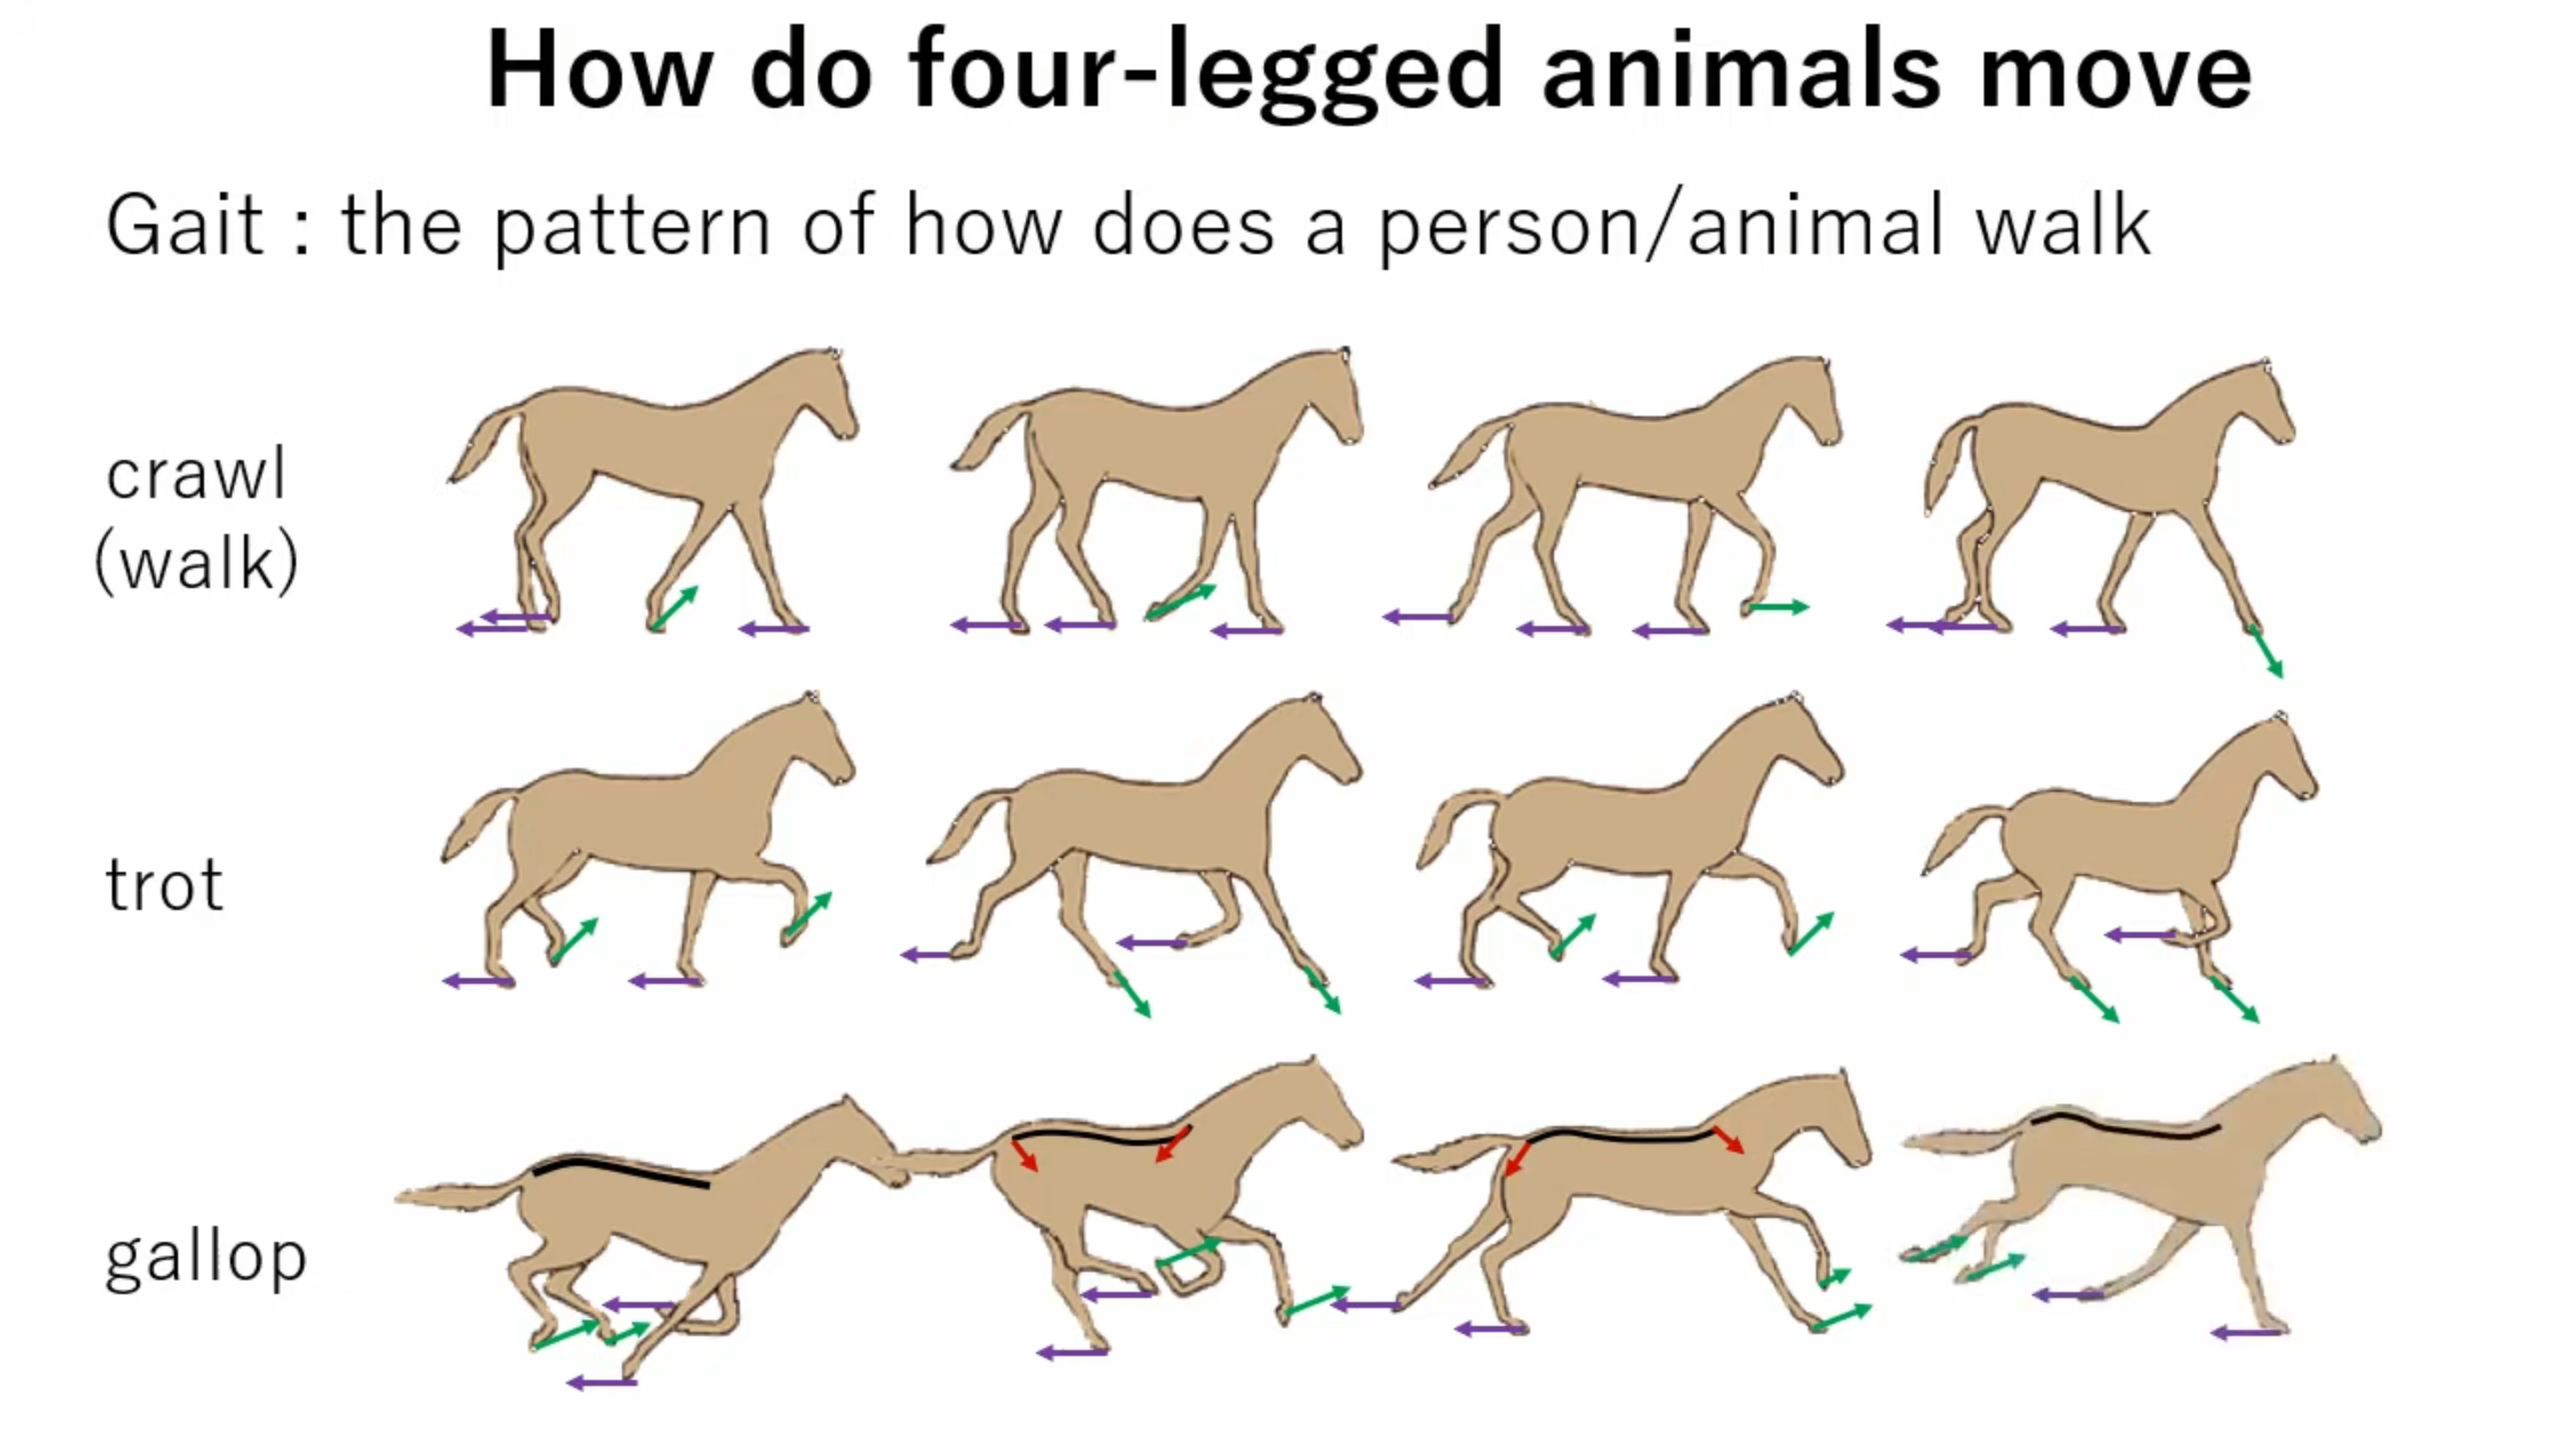 How do four-legged animals move
Gait : the pattern of how does a person/animal walk
crawl
(walk)
trot
gallop